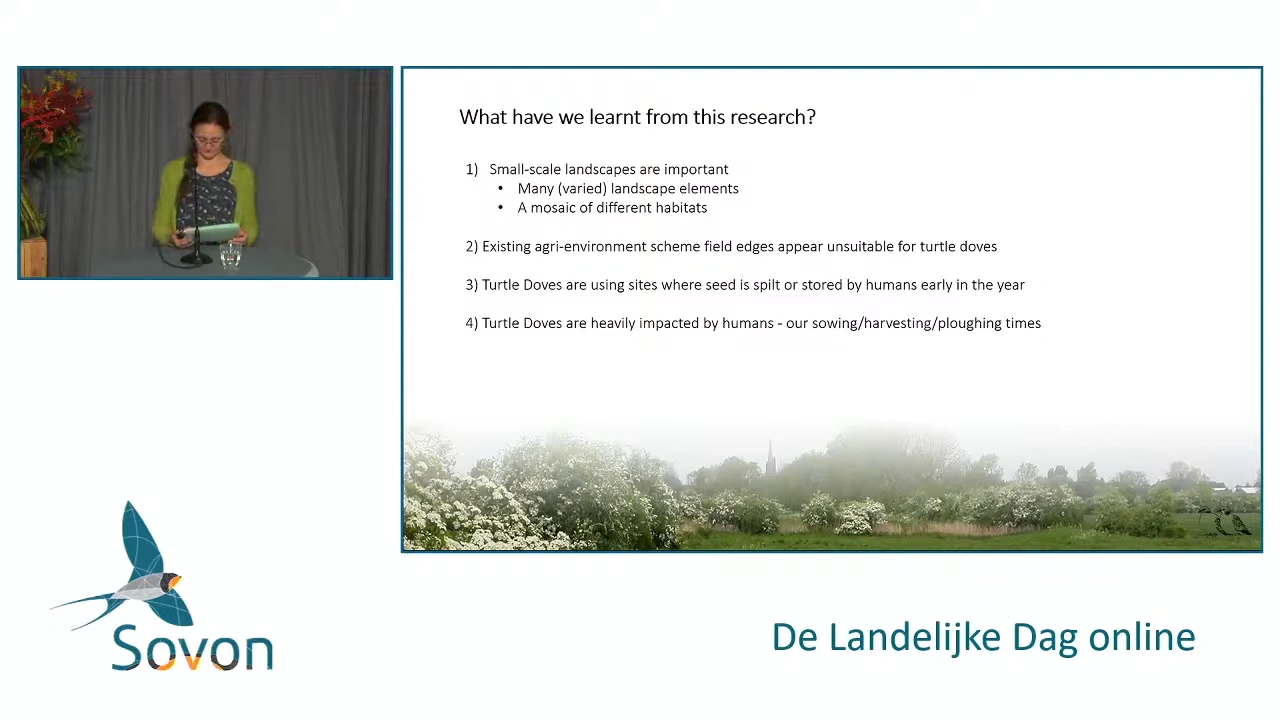 What have we learnt from this research?
1) Small-scale landscapes are important
• Many (varied) landscape elements
• A mosaic of different habitats
2) Existing agri-environment scheme field edges appear unsuitable for turtle doves
3) Turtle Doves are using sites where seed is spilt or stored by humans early in the year
4) Turtle Doves are heavily impacted by humans - our sowing/harvesting/ploughing times
Sovon
De Landelijke Dag online